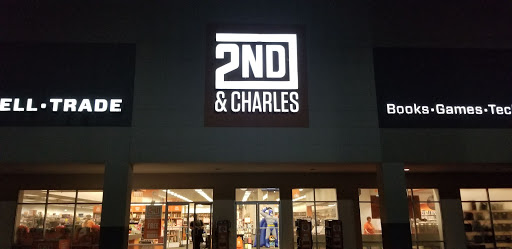 2ND
& CHARLES
ELL · TRADE
Books · Games · Tec